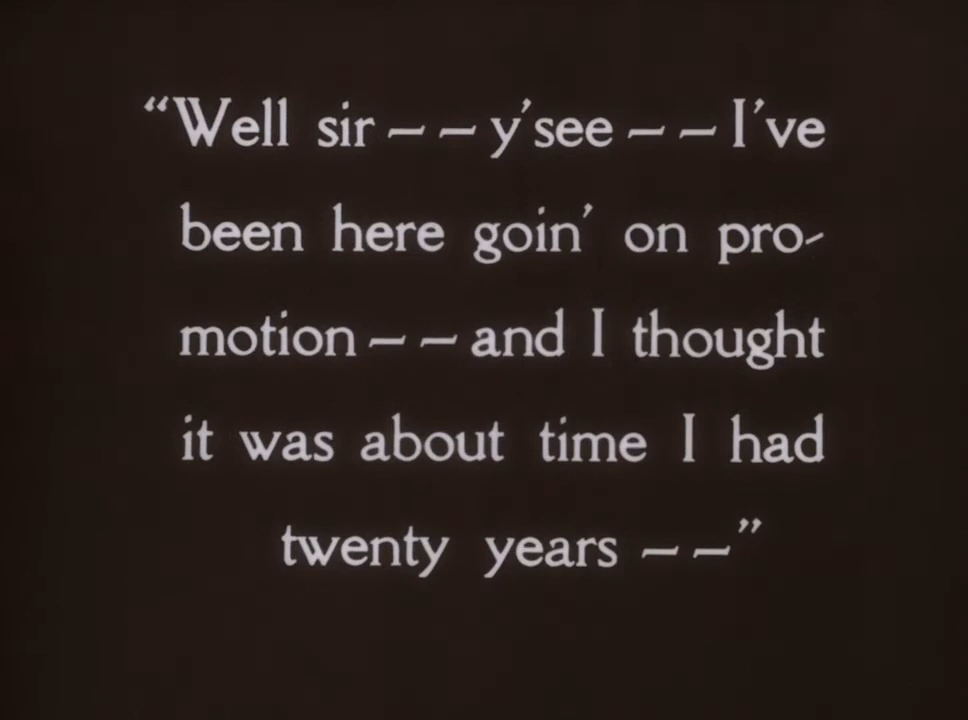 “Well sir – – y'see – – I've
been here goin' on pro-
motion – – and I thought
it was about time I had
twenty years – –”